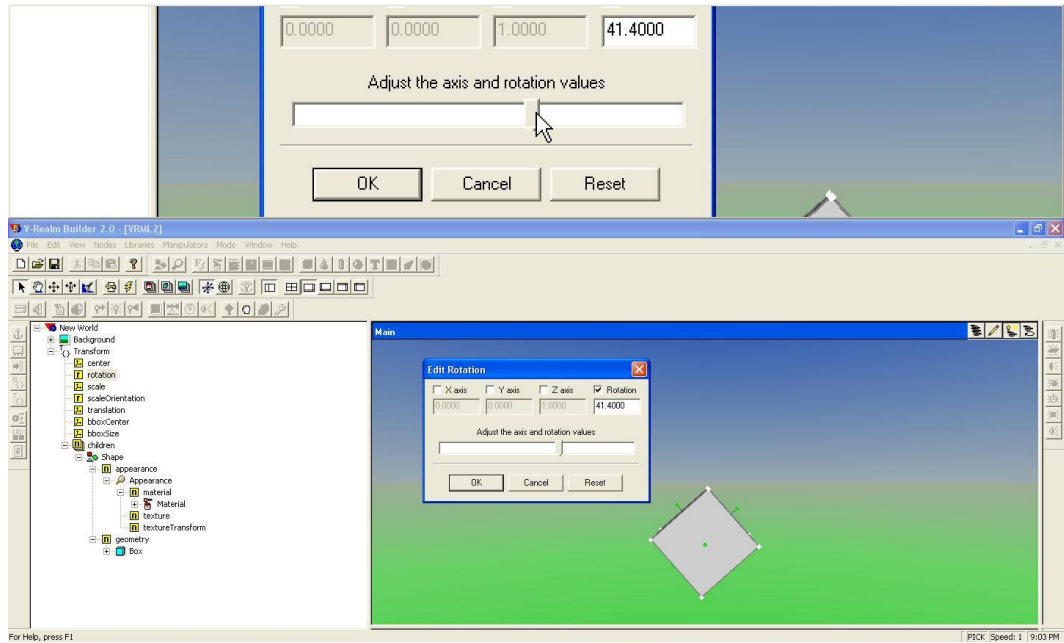 0.0000 0.0000 1.0000 41.4000
Adjust the axis and rotation values
OK Cancel Reset
V-Realm Builder 2.0 - [VRML2]
File Edit View Nodes Libraries Manipulators Mode Window Help
New World
Background
Transform
center
rotation
scale
scaleOrientation
translation
bboxCenter
bboxSize
children
Shape
appearance
Appearance
material
Material
texture
textureTransform
geometry
Box
Main
Edit Rotation
X axis Y axis Z axis Rotation
0.0000 0.0000 1.0000 41.4000
Adjust the axis and rotation values
OK Cancel Reset
For Help, press F1
PICK Speed: 1 9:03 PM